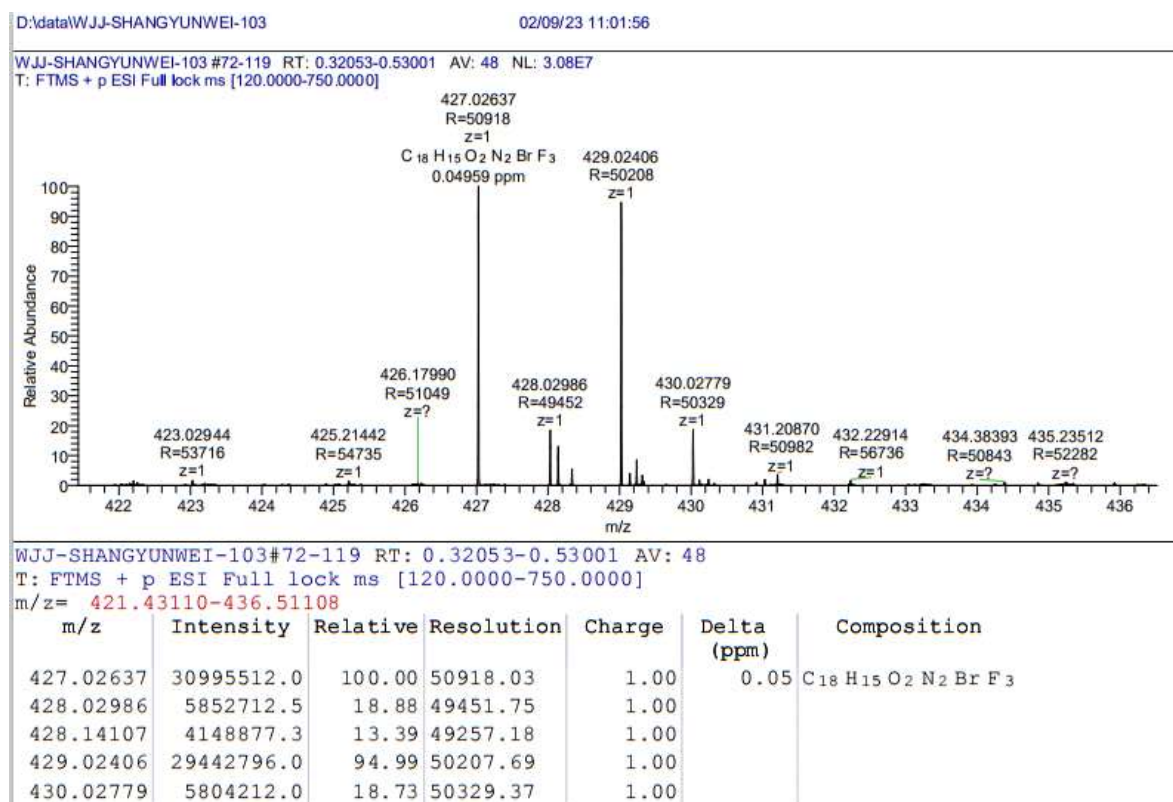 D:\data\WJJ-SHANGYUNWEI-103 02/09/23 11:01:56
WJJ-SHANGYUNWEI-103 #72-119 RT: 0.32053-0.53001 AV: 48 NL: 3.08E7
T: FTMS + p ESI Full lock ms [120.0000-750.0000]
427.02637
R=50918
z=1
C18 H15 O2 N2 Br F3
0.04959 ppm
429.02406
R=50208
z=1
426.17990
R=51049
z=?
428.02986
R=49452
z=1
430.02779
R=50329
z=1
423.02944
R=53716
z=1
425.21442
R=54735
z=1
431.20870
R=50982
z=1
432.22914
R=56736
z=1
434.38393
R=50843
z=?
435.23512
R=52282
z=?
Relative Abundance
100
90
80
70
60
50
40
30
20
10
0
422 423 424 425 426 427 428 429 430 431 432 433 434 435 436
m/z
WJJ-SHANGYUNWEI-103#72-119 RT: 0.32053-0.53001 AV: 48
T: FTMS + p ESI Full lock ms [120.0000-750.0000]
m/z= 421.43110-436.51108
m/z Intensity Relative Resolution Charge Delta Composition
(ppm)
427.02637 30995512.0 100.00 50918.03 1.00 0.05 C18 H15 O2 N2 Br F3
428.02986 5852712.5 18.88 49451.75 1.00
428.14107 4148877.3 13.39 49257.18 1.00
429.02406 29442796.0 94.99 50207.69 1.00
430.02779 5804212.0 18.73 50329.37 1.00